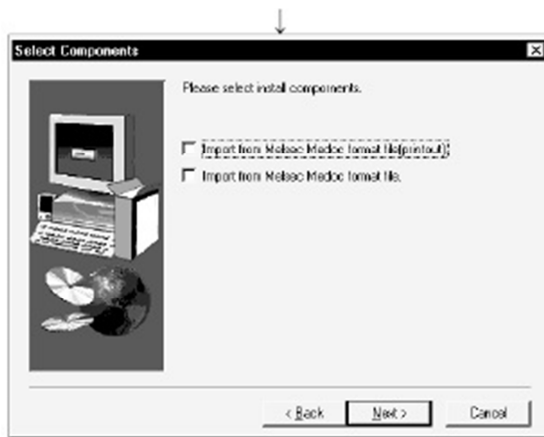 Select Components
Please select install compornents.
Import from Melsec Medoc format file(printout).
Import from Melsec Medoc format file.
< Back
Next >
Cancel